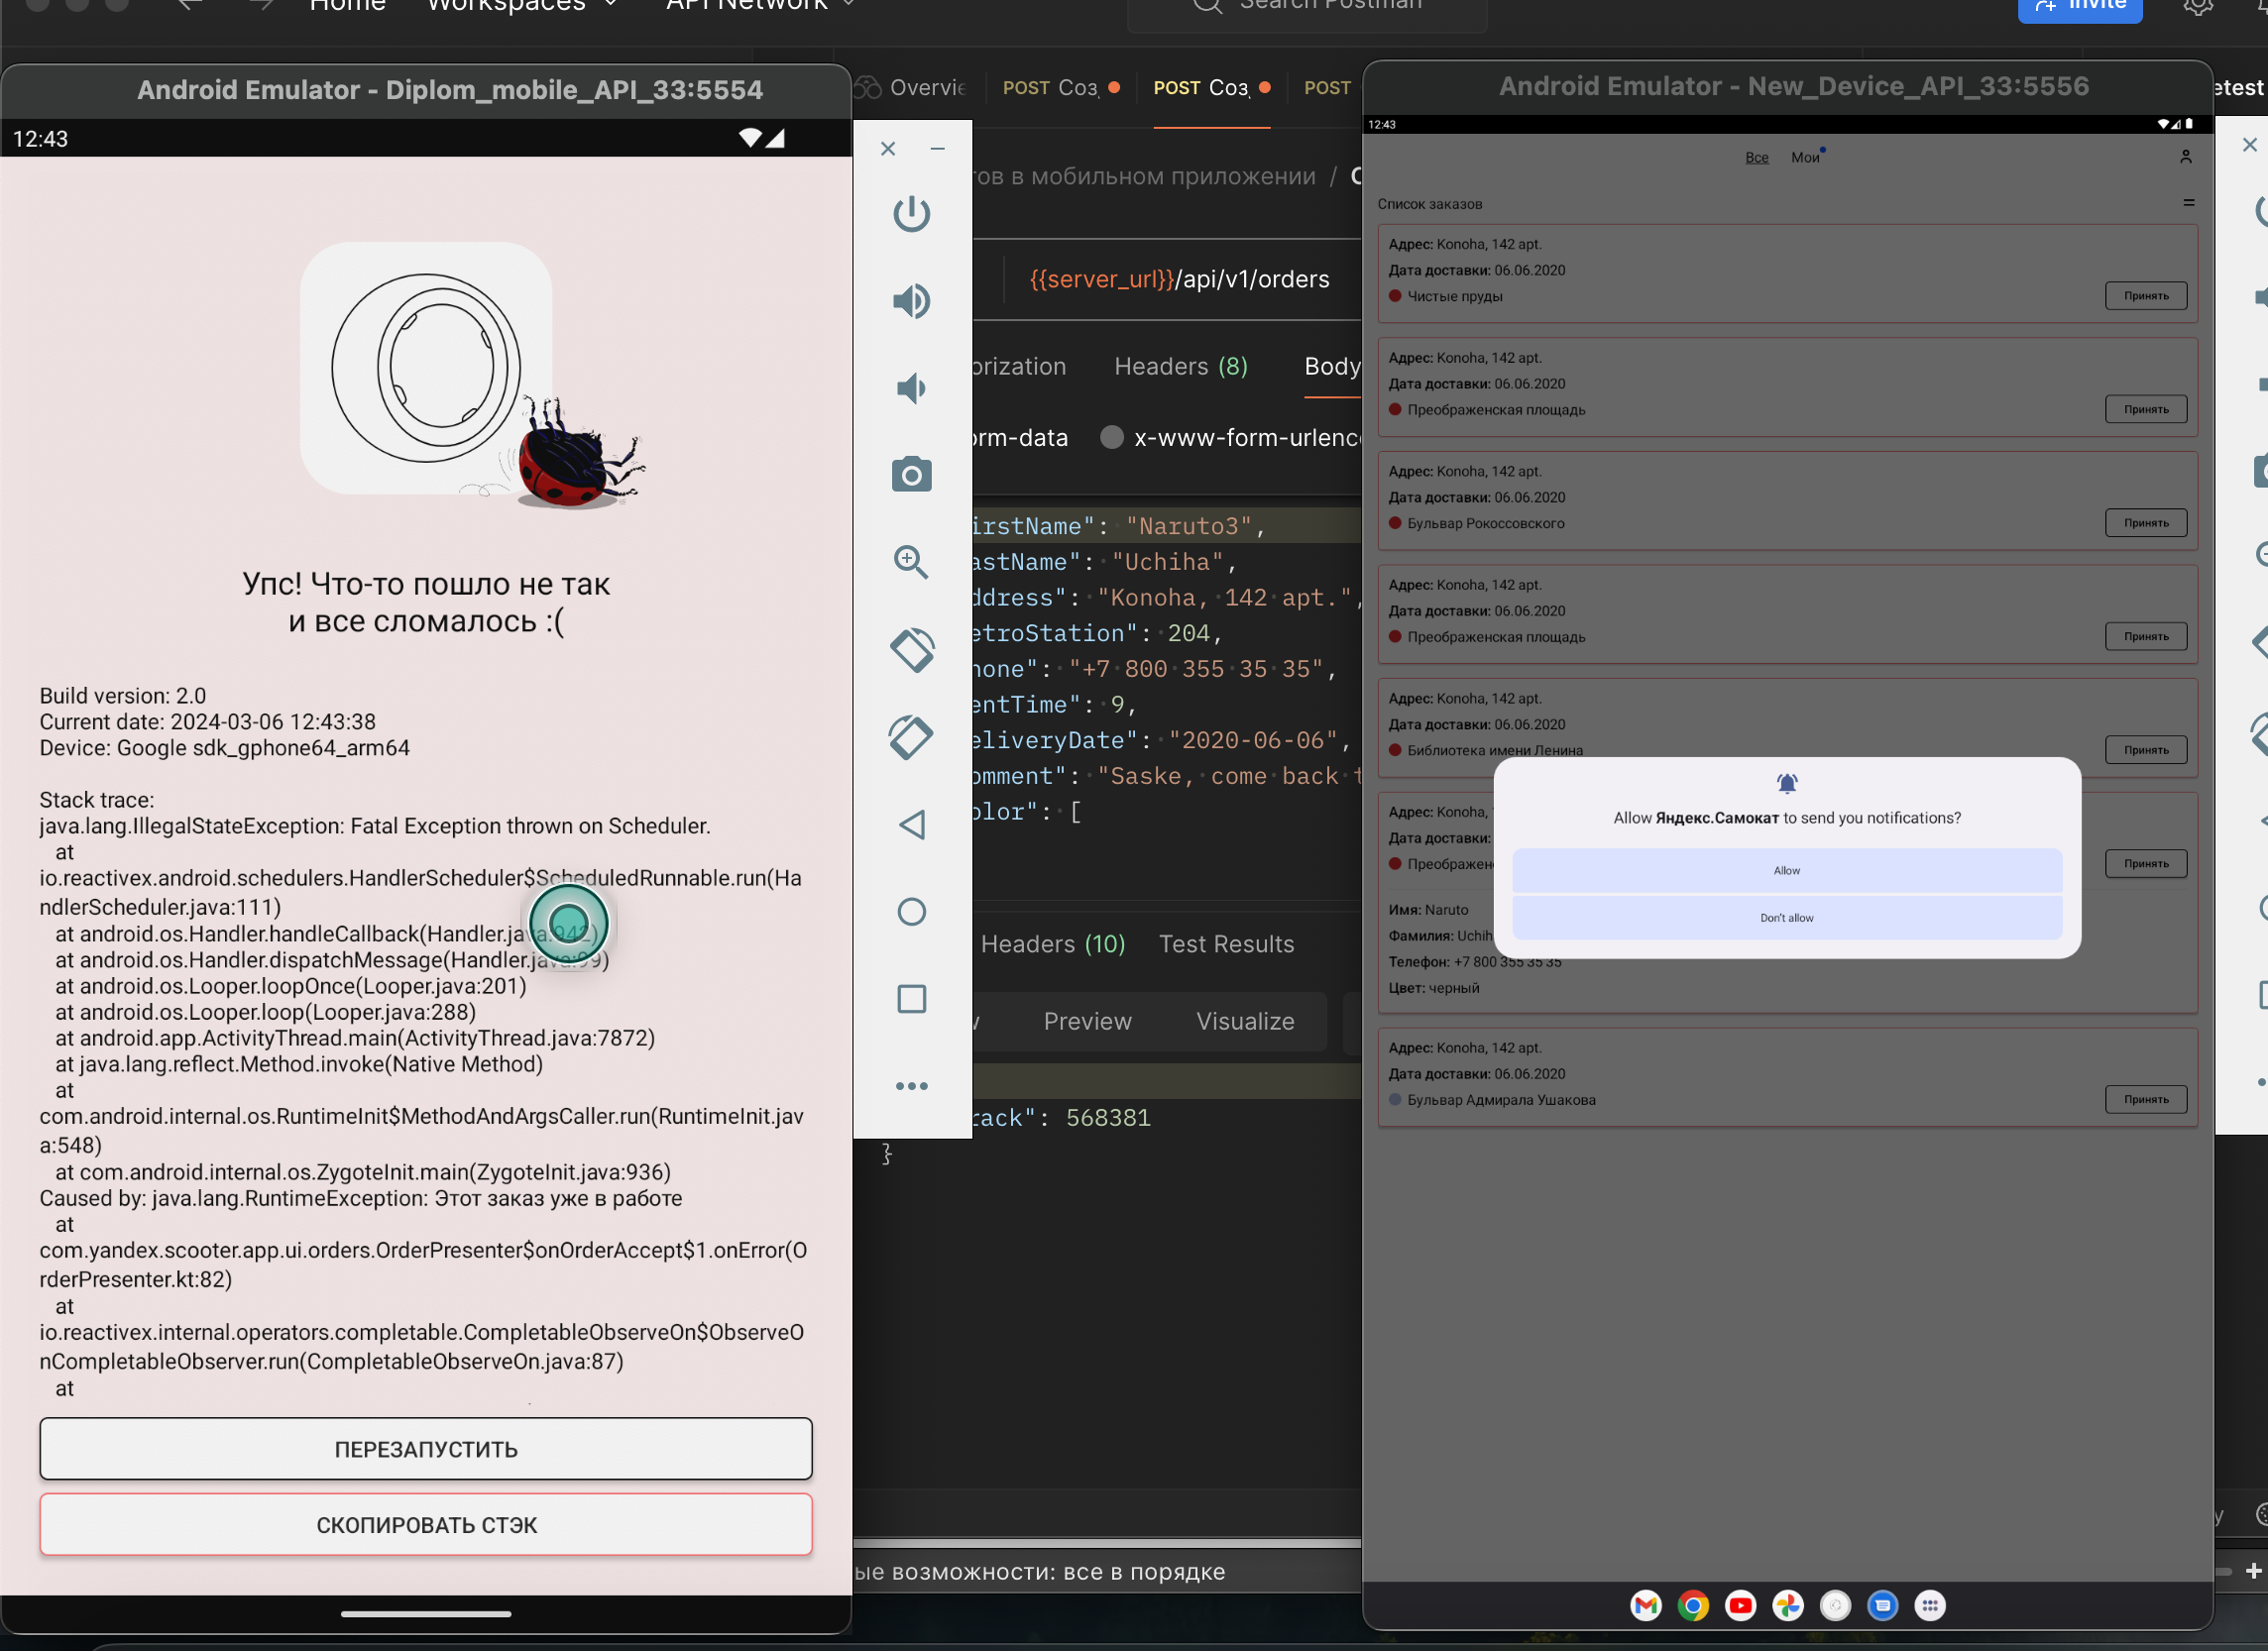 Home Workspaces API Network Search Postman Invite
Android Emulator - Diplom_mobile_API_33:5554
12:43
Упс! Что-то пошло не так
и все сломалось :(
Build version: 2.0
Current date: 2024-03-06 12:43:38
Device: Google sdk_gphone64_arm64
Stack trace:
java.lang.IllegalStateException: Fatal Exception thrown on Scheduler.
at
io.reactivex.android.schedulers.HandlerScheduler$ScheduledRunnable.run(Ha
ndlerScheduler.java:111)
at android.os.Handler.handleCallback(Handler.java:942)
at android.os.Handler.dispatchMessage(Handler.java:99)
at android.os.Looper.loopOnce(Looper.java:201)
at android.os.Looper.loop(Looper.java:288)
at android.app.ActivityThread.main(ActivityThread.java:7872)
at java.lang.reflect.Method.invoke(Native Method)
at
com.android.internal.os.RuntimeInit$MethodAndArgsCaller.run(RuntimeInit.jav
a:548)
at com.android.internal.os.ZygoteInit.main(ZygoteInit.java:936)
Caused by: java.lang.RuntimeException: Этот заказ уже в работе
at
com.yandex.scooter.app.ui.orders.OrderPresenter$onOrderAccept$1.onError(O
rderPresenter.kt:82)
at
io.reactivex.internal.operators.completable.CompletableObserveOn$ObserveO
nCompletableObserver.run(CompletableObserveOn.java:87)
at
ПЕРЕЗАПУСТИТЬ
СКОПИРОВАТЬ СТЭК
Overvie POST Соз POST Соз POST
етest
тов в мобильном приложении / С
{{server_url}}/api/v1/orders
orization Headers (8) Body
orm-data x-www-form-urlenc
irstName": "Naruto3",
astName": "Uchiha",
ddress": "Konoha, 142 apt.",
etroStation": 204,
hone": "+7 800 355 35 35",
entTime": 9,
eliveryDate": "2020-06-06",
omment": "Saske, come back t
olor": [
Headers (10) Test Results
w Preview Visualize
rack": 568381
}
ые возможности: все в порядке
Android Emulator - New_Device_API_33:5556
12:43
Все Мои
Список заказов
Адрес: Konoha, 142 apt.
Дата доставки: 06.06.2020
Чистые пруды Принять
Адрес: Konoha, 142 apt.
Дата доставки: 06.06.2020
Преображенская площадь Принять
Адрес: Konoha, 142 apt.
Дата доставки: 06.06.2020
Бульвар Рокоссовского Принять
Адрес: Konoha, 142 apt.
Дата доставки: 06.06.2020
Преображенская площадь Принять
Адрес: Konoha, 142 apt.
Дата доставки: 06.06.2020
Библиотека имени Ленина Принять
Адрес: Konoha,
Дата доставки:
Преображен Принять
Имя: Naruto
Фамилия: Uchih
Телефон: +7 800 355 35 35
Цвет: черный
Адрес: Konoha, 142 apt.
Дата доставки: 06.06.2020
Бульвар Адмирала Ушакова Принять
Allow Яндекс.Самокат to send you notifications?
Allow
Don't allow